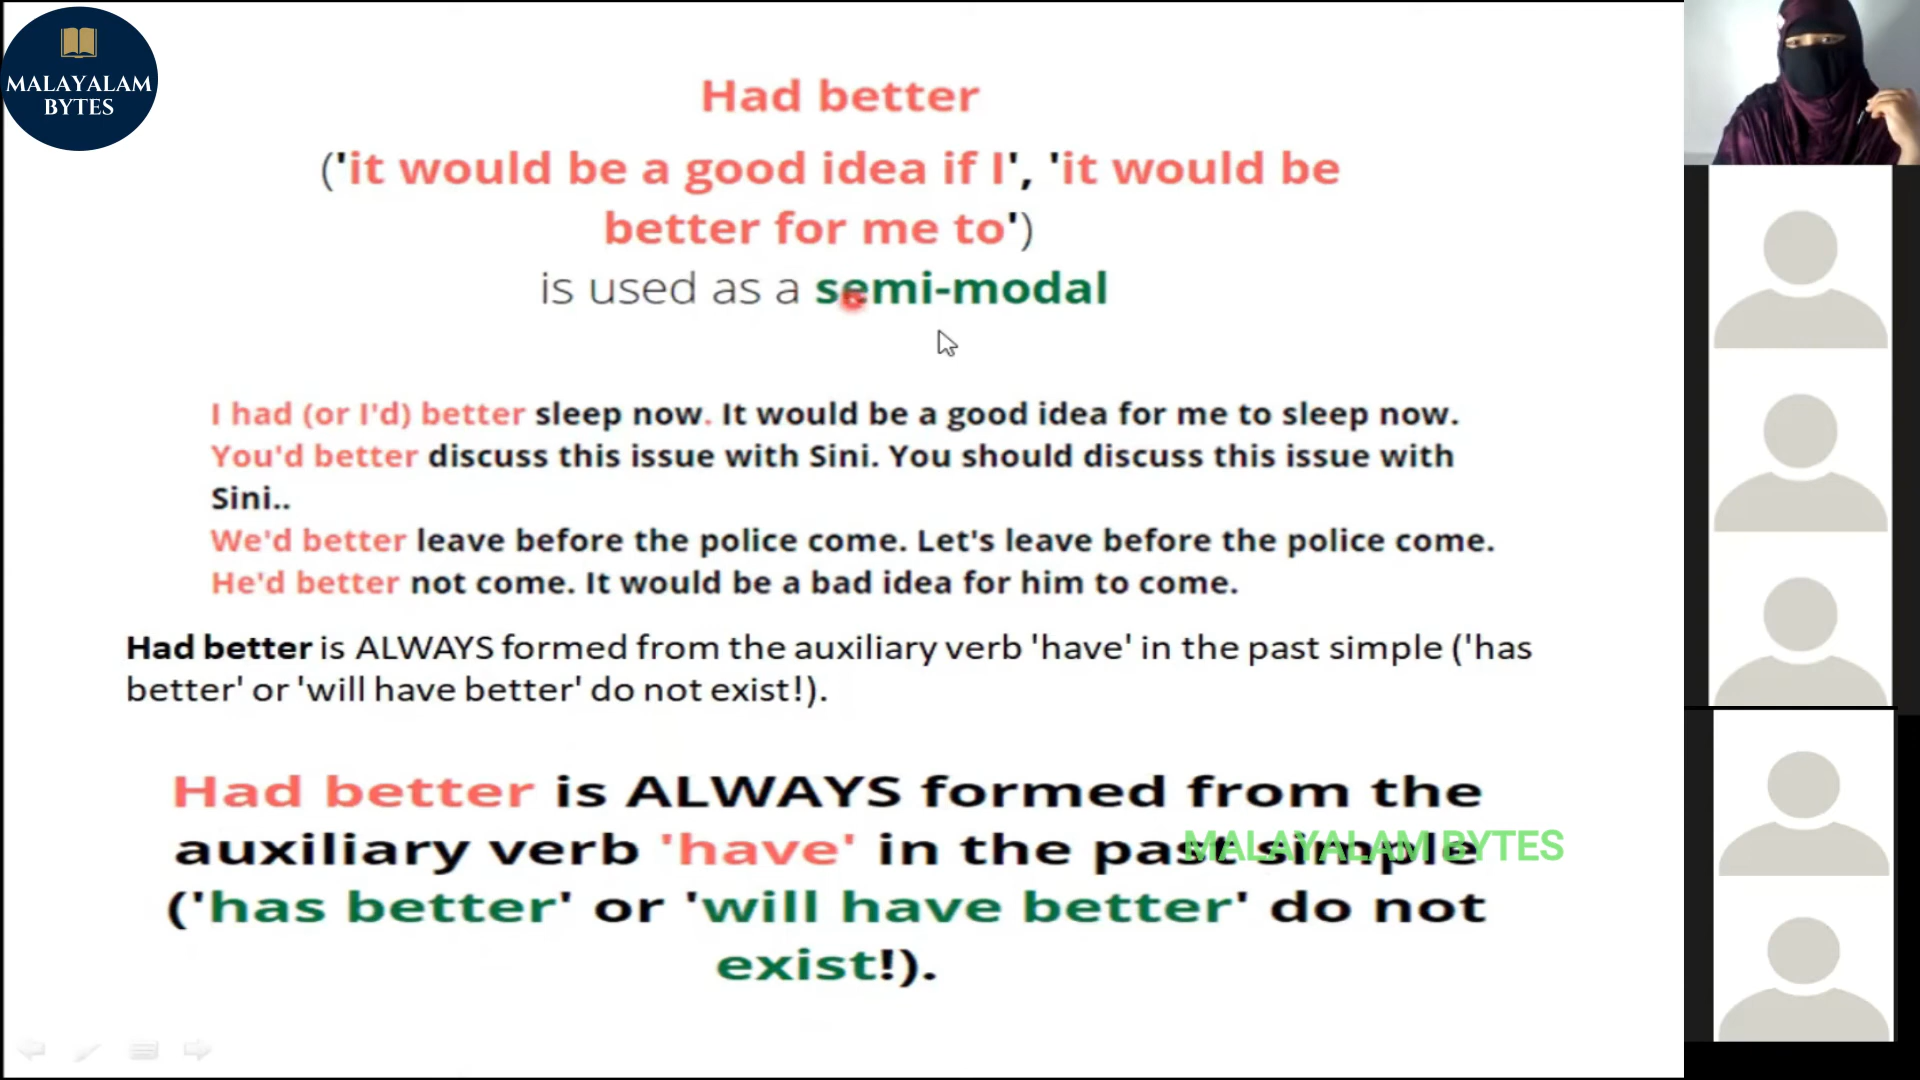 MALAYALAM
BYTES
Had better
('it would be a good idea if I', 'it would be
better for me to')
is used as a semi-modal
I had (or I'd) better sleep now. It would be a good idea for me to sleep now.
You'd better discuss this issue with Sini. You should discuss this issue with
Sini..
We'd better leave before the police come. Let's leave before the police come.
He'd better not come. It would be a bad idea for him to come.
Had better is ALWAYS formed from the auxiliary verb 'have' in the past simple ('has
better' or 'will have better' do not exist!).
Had better is ALWAYS formed from the
auxiliary verb 'have' in the past simple
MALAYALAM BYTES
('has better' or 'will have better' do not
exist!).